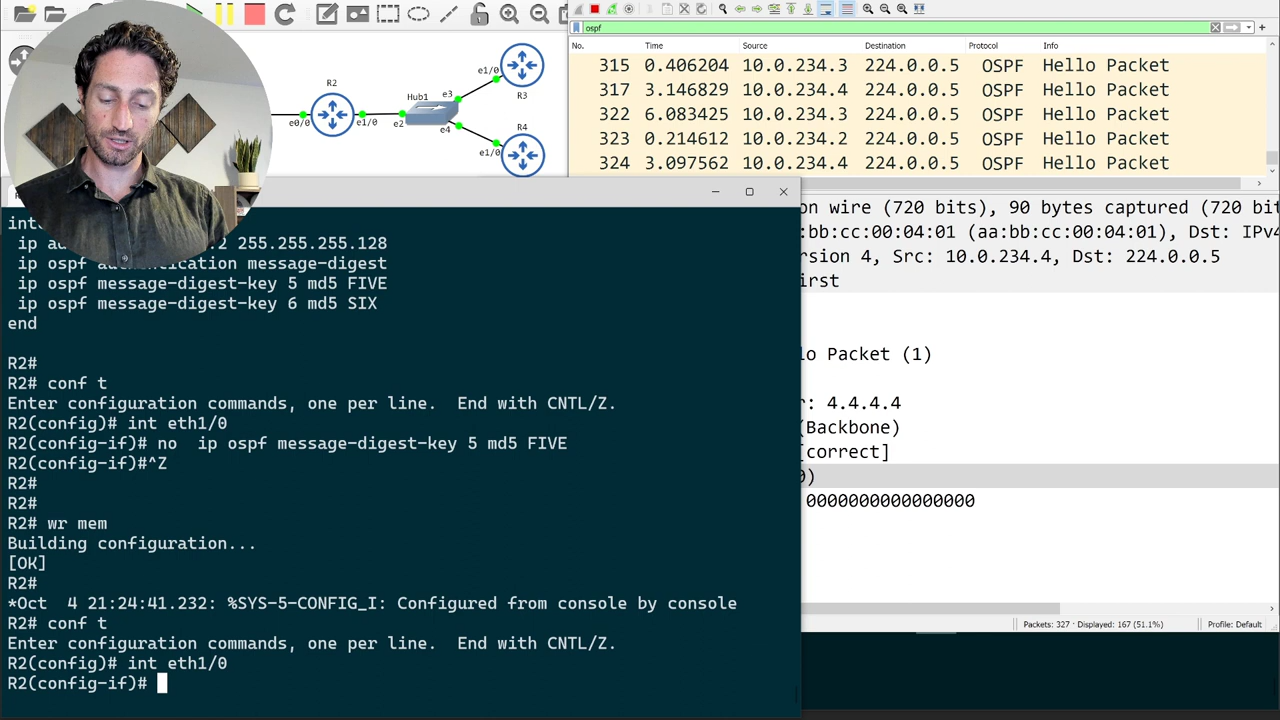 ospf
No. Time Source Destination Protocol Info
315 0.406204 10.0.234.3 224.0.0.5 OSPF Hello Packet
317 3.146829 10.0.234.4 224.0.0.5 OSPF Hello Packet
322 6.083425 10.0.234.3 224.0.0.5 OSPF Hello Packet
323 0.214612 10.0.234.2 224.0.0.5 OSPF Hello Packet
324 3.097562 10.0.234.4 224.0.0.5 OSPF Hello Packet
R2
e0/0
e1/0
e2
Hub1
e3
e4
e1/0
R3
R4
e1/0
on wire (720 bits), 90 bytes captured (720 bit
:bb:cc:00:04:01 (aa:bb:cc:00:04:01), Dst: IPv4
rsion 4, Src: 10.0.234.4, Dst: 224.0.0.5
irst
lo Packet (1)
r: 4.4.4.4
(Backbone)
[correct]
0)
0000000000000000
Packets: 327 · Displayed: 167 (51.1%)
Profile: Default
int
ip ad .2 255.255.255.128
ip ospf authentication message-digest
ip ospf message-digest-key 5 md5 FIVE
ip ospf message-digest-key 6 md5 SIX
end
R2#
R2# conf t
Enter configuration commands, one per line.  End with CNTL/Z.
R2(config)# int eth1/0
R2(config-if)# no  ip ospf message-digest-key 5 md5 FIVE
R2(config-if)#^Z
R2#
R2#
R2# wr mem
Building configuration...
[OK]
R2#
*Oct  4 21:24:41.232: %SYS-5-CONFIG_I: Configured from console by console
R2# conf t
Enter configuration commands, one per line.  End with CNTL/Z.
R2(config)# int eth1/0
R2(config-if)#